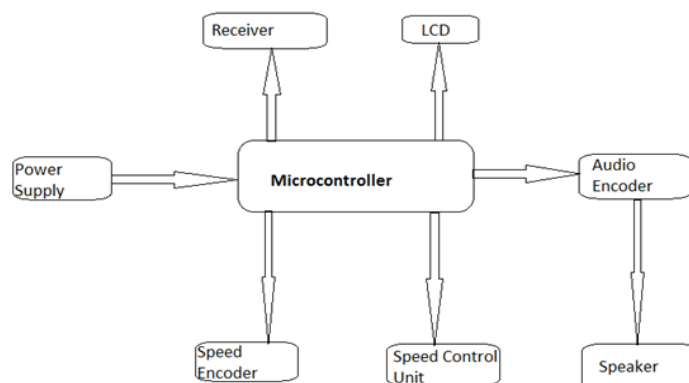 Receiver
LCD
Power
Supply
Microcontroller
Audio
Encoder
Speed
Encoder
Speed Control
Unit
Speaker